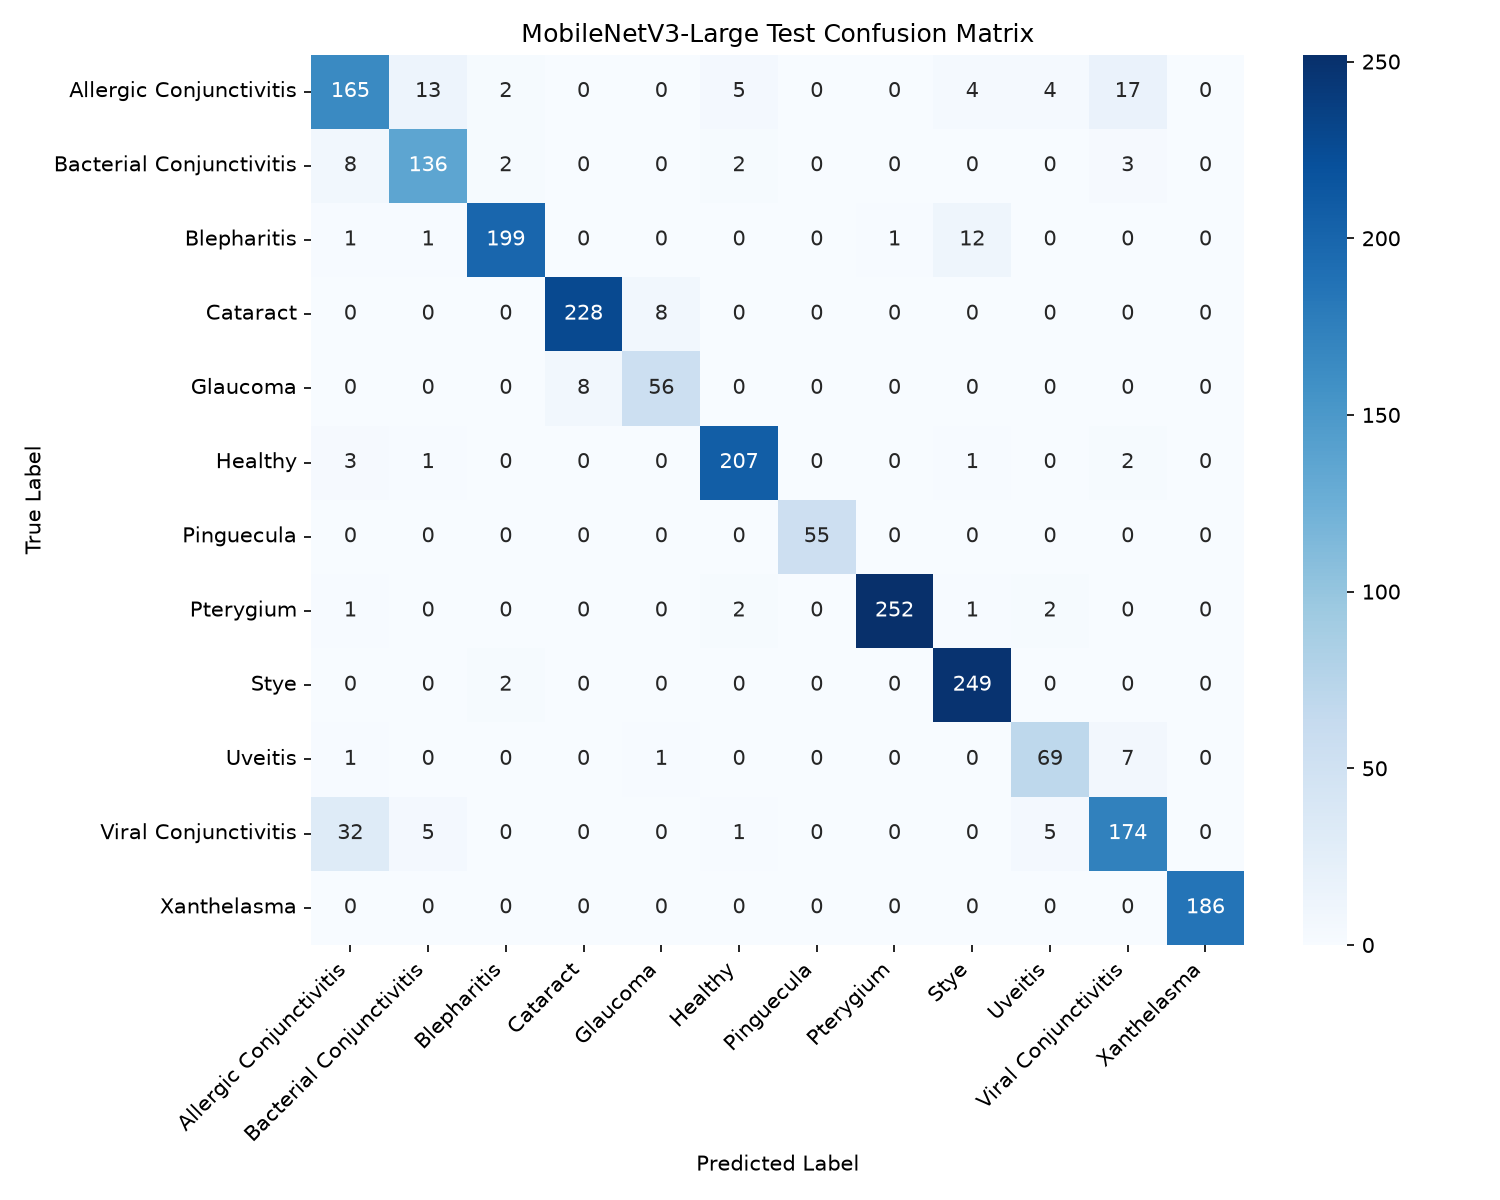 MobileNetV3-Large Test Confusion Matrix
Allergic Conjunctivitis 165 13 2 0 0 5 0 0 4 4 17 0
Bacterial Conjunctivitis 8 136 2 0 0 2 0 0 0 0 3 0
Blepharitis 1 1 199 0 0 0 0 1 12 0 0 0
Cataract 0 0 0 228 8 0 0 0 0 0 0 0
Glaucoma 0 0 0 8 56 0 0 0 0 0 0 0
Healthy 3 1 0 0 0 207 0 0 1 0 2 0
Pinguecula 0 0 0 0 0 0 55 0 0 0 0 0
Pterygium 1 0 0 0 0 2 0 252 1 2 0 0
Stye 0 0 2 0 0 0 0 0 249 0 0 0
Uveitis 1 0 0 0 1 0 0 0 0 69 7 0
Viral Conjunctivitis 32 5 0 0 0 1 0 0 0 5 174 0
Xanthelasma 0 0 0 0 0 0 0 0 0 0 0 186
True Label
Allergic Conjunctivitis
Bacterial Conjunctivitis
Blepharitis
Cataract
Glaucoma
Healthy
Pinguecula
Pterygium
Stye
Uveitis
Viral Conjunctivitis
Xanthelasma
Predicted Label
250
200
150
100
50
0